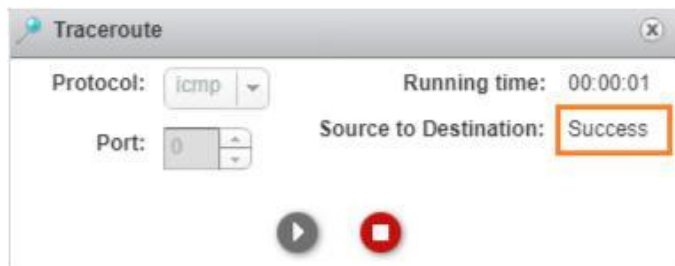 Traceroute
Protocol: icmp
Running time: 00:00:01
Port: 0
Source to Destination: Success